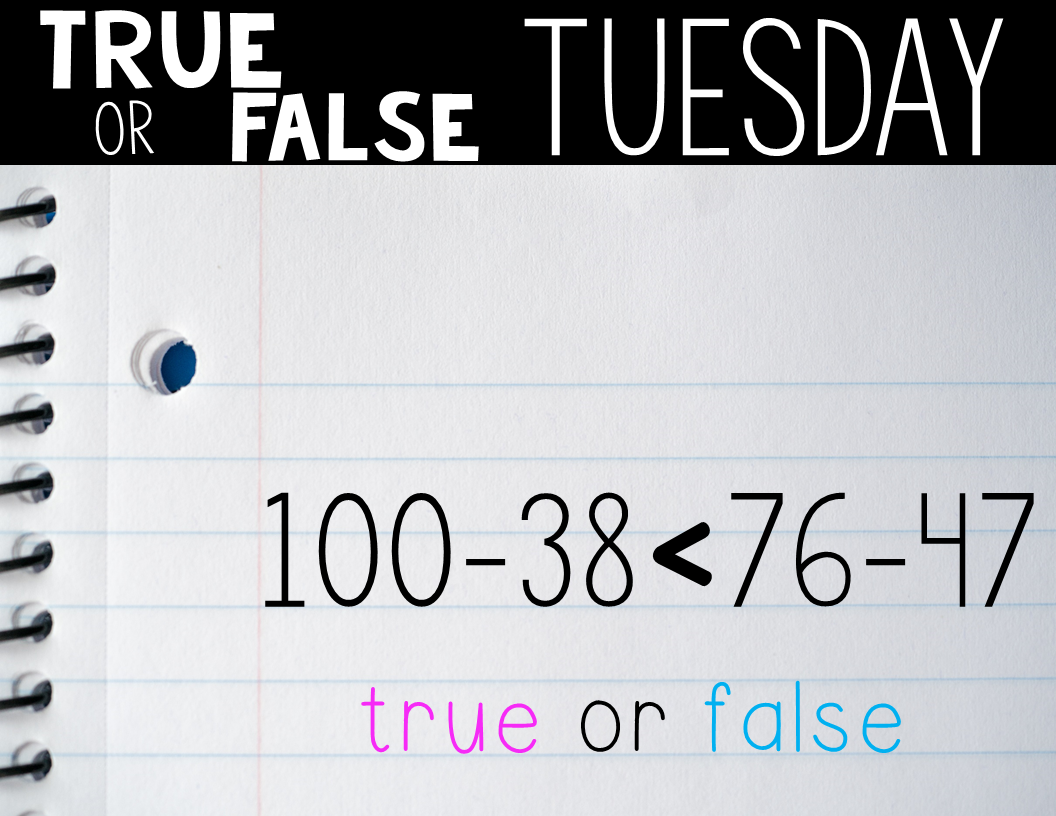 TRUE
OR FALSE
TUESDAY
100-38<76-47
true or false